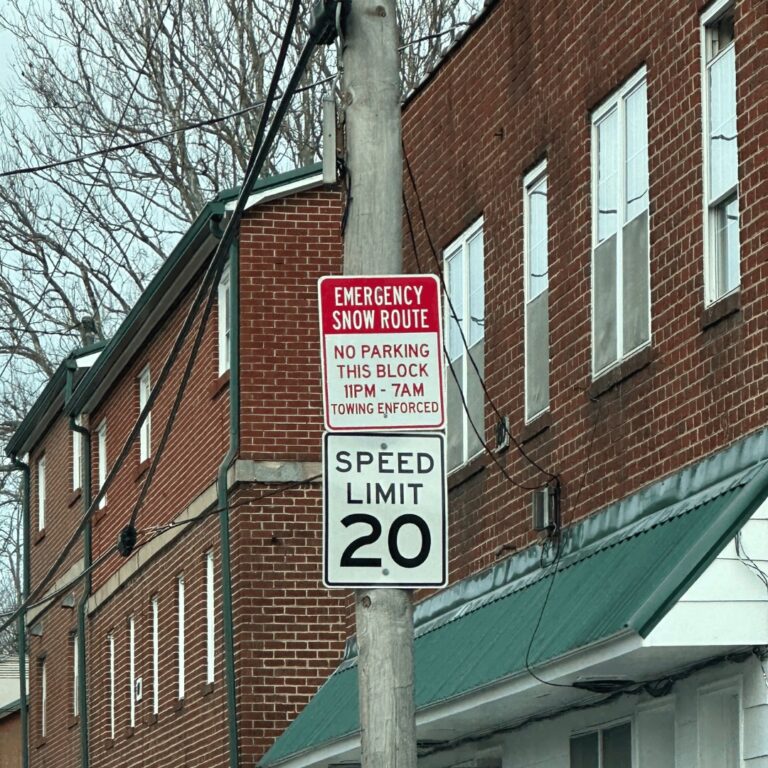 EMERGENCY
SNOW ROUTE
NO PARKING
THIS BLOCK
11PM - 7AM
TOWING ENFORCED
SPEED
LIMIT
20